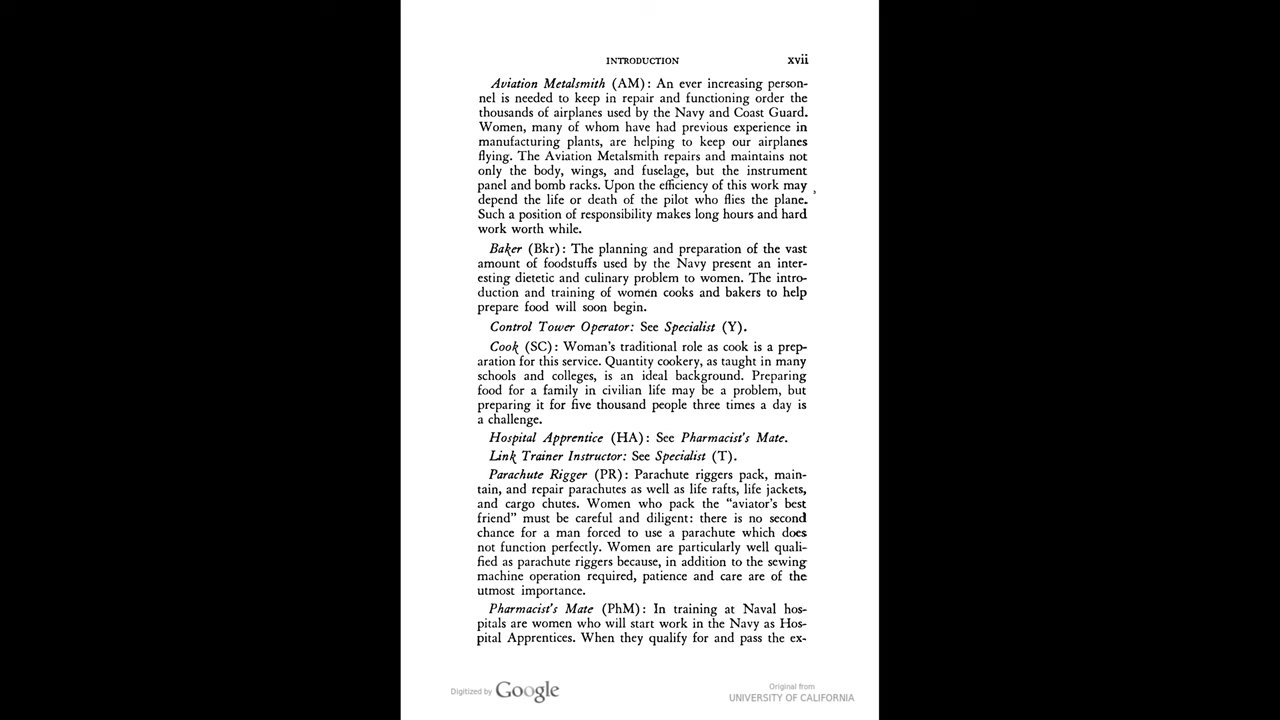 INTRODUCTION xvii
Aviation Metalsmith (AM): An ever increasing person-
nel is needed to keep in repair and functioning order the
thousands of airplanes used by the Navy and Coast Guard.
Women, many of whom have had previous experience in
manufacturing plants, are helping to keep our airplanes
flying. The Aviation Metalsmith repairs and maintains not
only the body, wings, and fuselage, but the instrument
panel and bomb racks. Upon the efficiency of this work may
depend the life or death of the pilot who flies the plane.
Such a position of responsibility makes long hours and hard
work worth while.
Baker (Bkr): The planning and preparation of the vast
amount of foodstuffs used by the Navy present an inter-
esting dietetic and culinary problem to women. The intro-
duction and training of women cooks and bakers to help
prepare food will soon begin.
Control Tower Operator: See Specialist (Y).
Cook (SC): Woman's traditional role as cook is a prep-
aration for this service. Quantity cookery, as taught in many
schools and colleges, is an ideal background. Preparing
food for a family in civilian life may be a problem, but
preparing it for five thousand people three times a day is
a challenge.
Hospital Apprentice (HA): See Pharmacist's Mate.
Link Trainer Instructor: See Specialist (T).
Parachute Rigger (PR): Parachute riggers pack, main-
tain, and repair parachutes as well as life rafts, life jackets,
and cargo chutes. Women who pack the "aviator's best
friend" must be careful and diligent: there is no second
chance for a man forced to use a parachute which does
not function perfectly. Women are particularly well quali-
fied as parachute riggers because, in addition to the sewing
machine operation required, patience and care are of the
utmost importance.
Pharmacist's Mate (PhM): In training at Naval hos-
pitals are women who will start work in the Navy as Hos-
pital Apprentices. When they qualify for and pass the ex-
Digitized by Google
Original from
UNIVERSITY OF CALIFORNIA